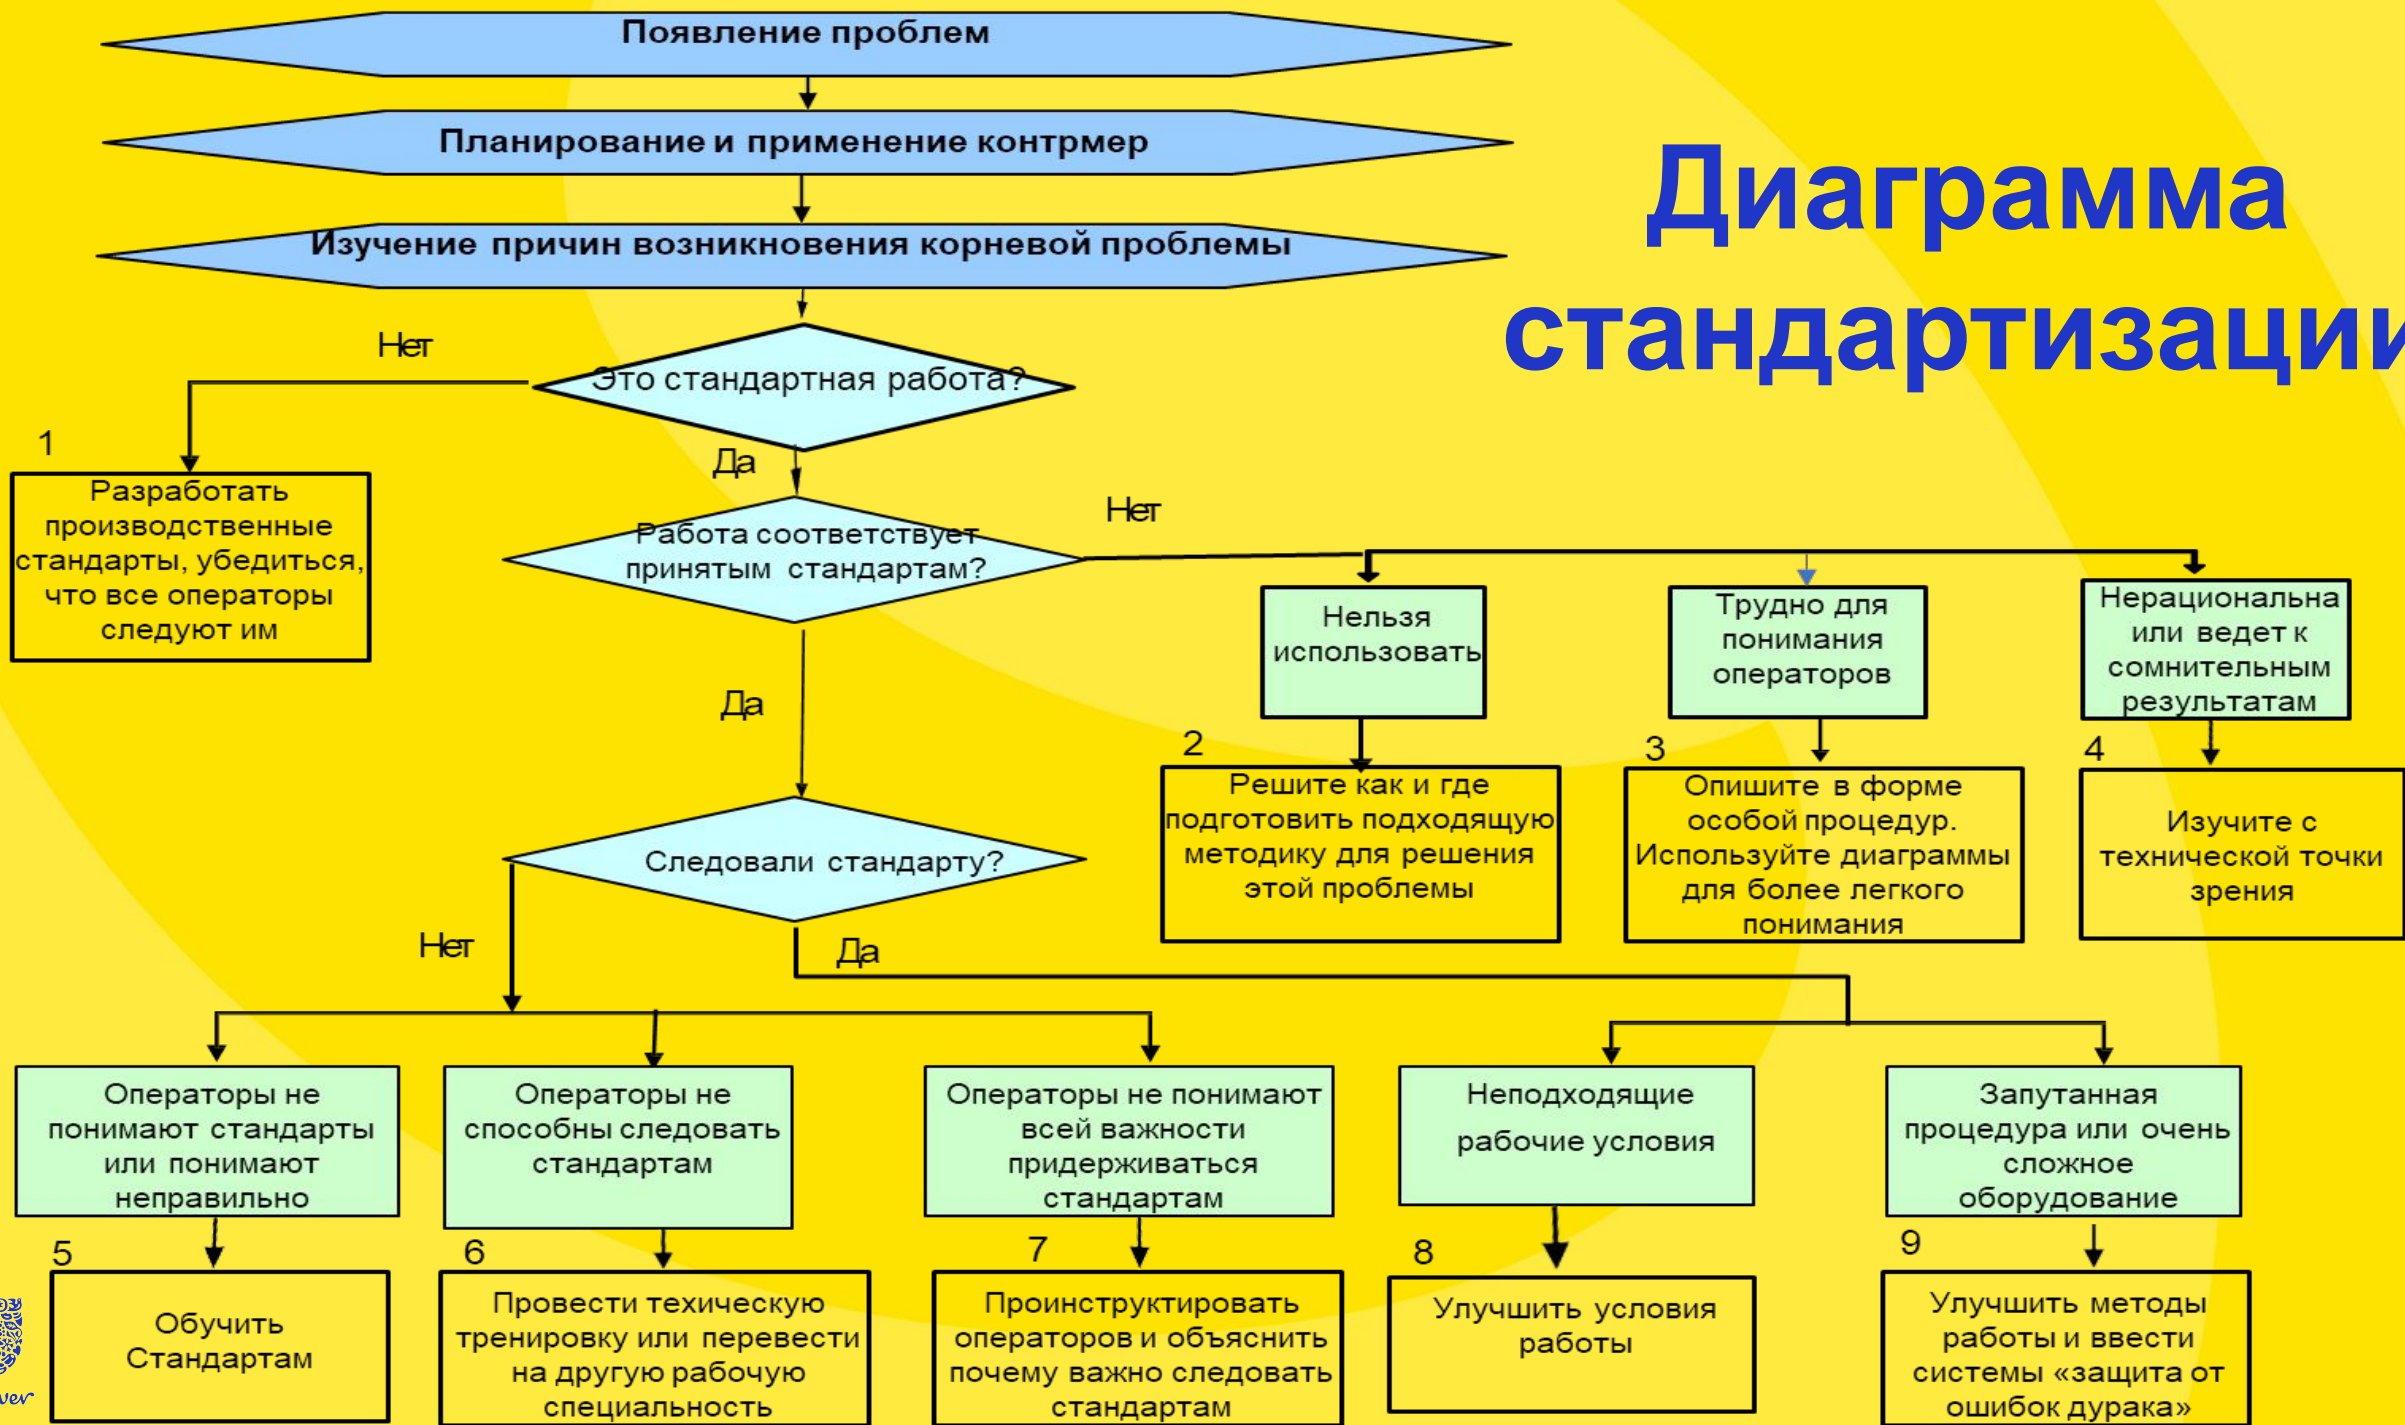 Появление проблем
Планирование и применение контрмер
Изучение причин возникновения корневой проблемы
Диаграмма
стандартизации
Нет
Это стандартная работа?
1
Разработать
производственные
стандарты, убедиться,
что все операторы
следуют им
Да
Работа соответствует
принятым стандартам?
Нет
Нельзя
использовать
Трудно для
понимания
операторов
Нерациональна
или ведет к
сомнительным
результатам
Да
2
Решите как и где
подготовить подходящую
методику для решения
этой проблемы
3
Опишите в форме
особой процедур.
Используйте диаграммы
для более легкого
понимания
4
Изучите с
технической точки
зрения
Следовали стандарту?
Нет
Да
Операторы не
понимают стандарты
или понимают
неправильно
Операторы не
способны следовать
стандартам
Операторы не понимают
всей важности
придерживаться
стандартам
Неподходящие
рабочие условия
Запутанная
процедура или очень
сложное
оборудование
5
Обучить
Стандартам
6
Провести техическую
тренировку или перевести
на другую рабочую
специальность
7
Проинструктировать
операторов и объяснить
почему важно следовать
стандартам
8
Улучшить условия
работы
9
Улучшить методы
работы и ввести
системы «защита от
ошибок дурака»